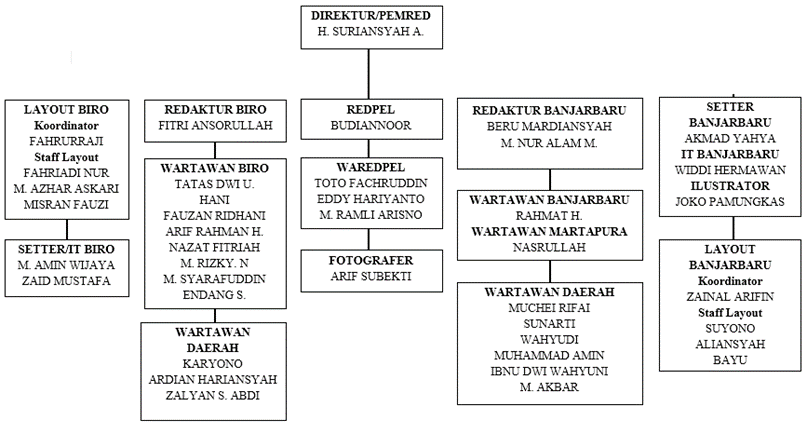 DIREKTUR/PEMRED
H. SURIANSYAH A.
LAYOUT BIRO
Koordinator
FAHRURRAJI
Staff Layout
FAHRIADI NUR
M. AZHAR ASKARI
MISRAN FAUZI
SETTER/IT BIRO
M. AMIN WIJAYA
ZAID MUSTAFA
REDAKTUR BIRO
FITRI ANSORULLAH
WARTAWAN BIRO
TATAS DWI U.
HANI
FAUZAN RIDHANI
ARIF RAHMAN H.
NAZAT FITRIAH
M. RIZKY. N
M. SYARAFUDDIN
ENDANG S.
WARTAWAN
DAERAH
KARYONO
ARDIAN HARIANSYAH
ZALYAN S. ABDI
REDPEL
BUDIANNOOR
WAREDPEL
TOTO FACHRUDDIN
EDDY HARIYANTO
M. RAMLI ARISNO
FOTOGRAFER
ARIF SUBEKTI
REDAKTUR BANJARBARU
BERU MARDIANSYAH
M. NUR ALAM M.
WARTAWAN BANJARBARU
RAHMAT H.
WARTAWAN MARTAPURA
NASRULLAH
WARTAWAN DAERAH
MUCHEI RIFAI
SUNARTI
WAHYUDI
MUHAMMAD AMIN
IBNU DWI WAHYUNI
M. AKBAR
SETTER
BANJARBARU
AKMAD YAHYA
IT BANJARBARU
WIDDI HERMAWAN
ILUSTRATOR
JOKO PAMUNGKAS
LAYOUT
BANJARBARU
Koordinator
ZAINAL ARIFIN
Staff Layout
SUYONO
ALIANSYAH
BAYU